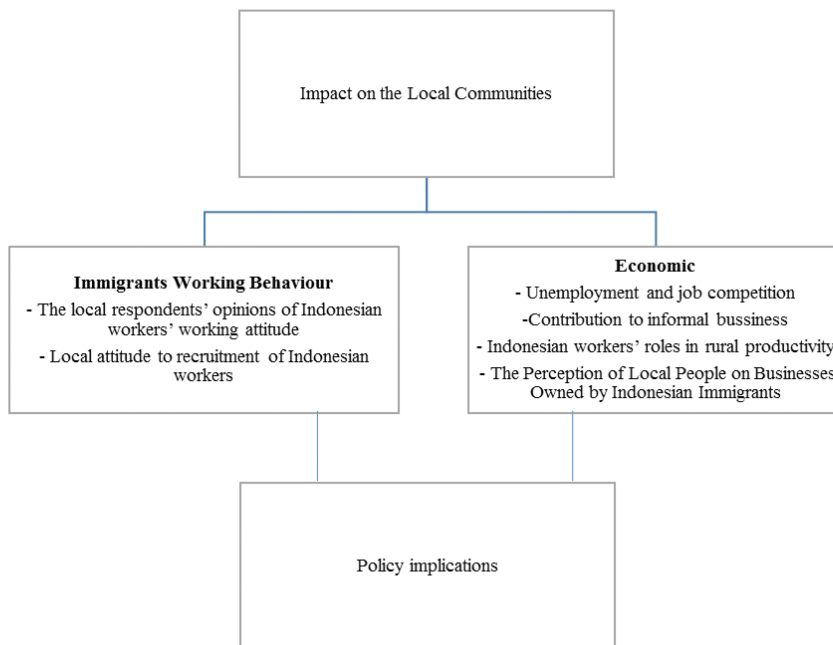 Impact on the Local Communities
Immigrants Working Behaviour
- The local respondents’ opinions of Indonesian
workers’ working attitude
- Local attitude to recruitment of Indonesian
workers
Economic
- Unemployment and job competition
-Contribution to informal bussiness
- Indonesian workers’ roles in rural productivity
- The Perception of Local People on Businesses
Owned by Indonesian Immigrants
Policy implications